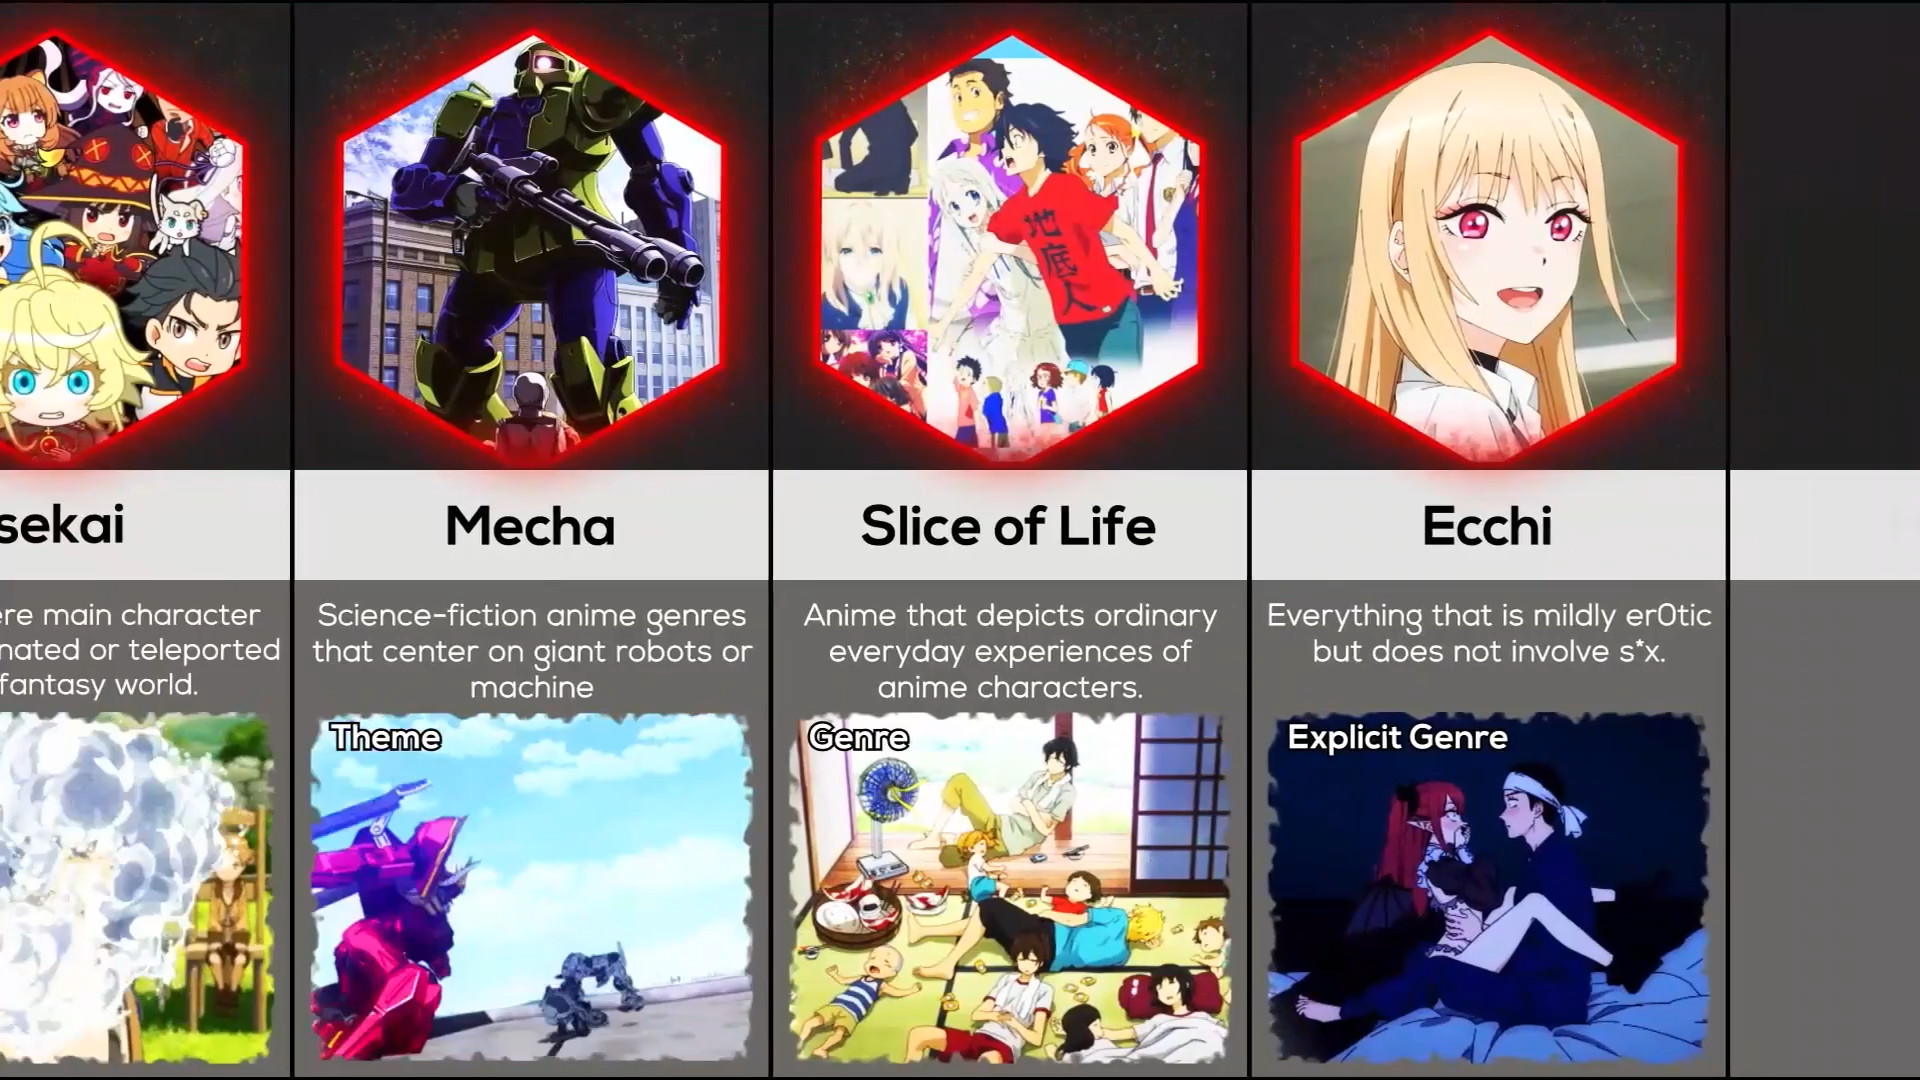 地底人
sekai
Mecha
Slice of Life
Ecchi
ere main character
nated or teleported
fantasy world.
Science-fiction anime genres
that center on giant robots or
machine
Anime that depicts ordinary
everyday experiences of
anime characters.
Everything that is mildly er0tic
but does not involve s*x.
Theme
Genre
Explicit Genre